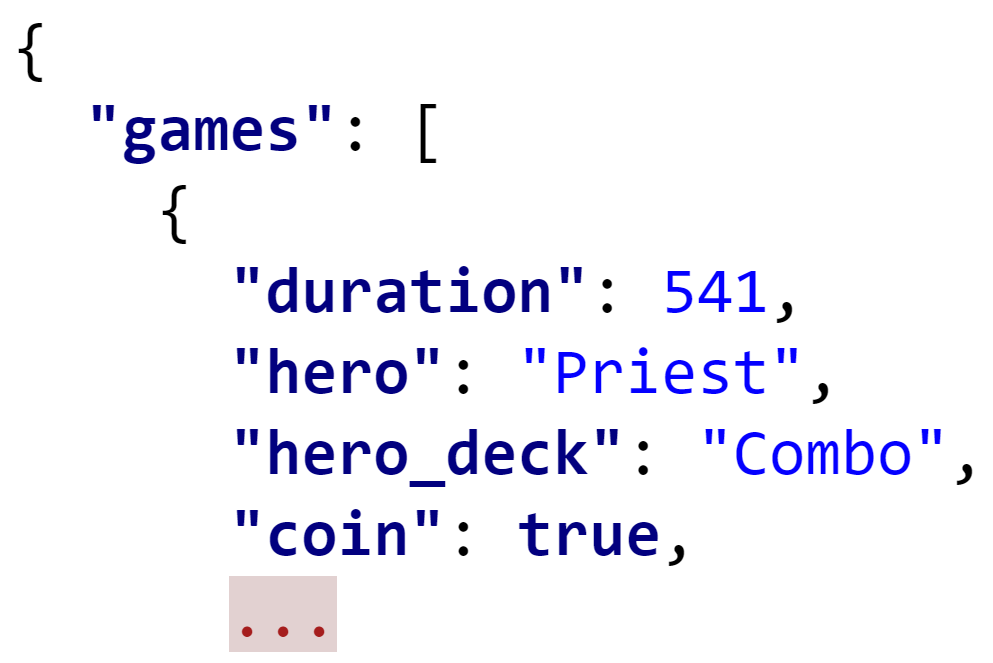 {
"games": [
{
"duration": 541,
"hero": "Priest",
"hero_deck": "Combo",
"coin": true,
...